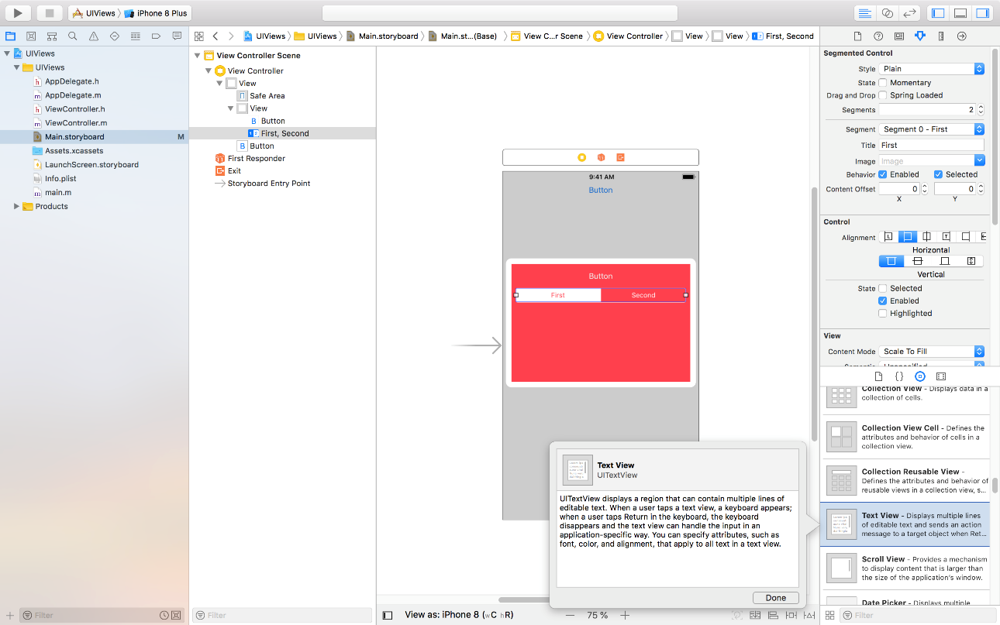 UIViews
iPhone 8 Plus
UIViews
UIViews
Main.storyboard
Main.st...(Base)
View C...r Scene
View Controller
View
View
First, Second
UIViews
UIViews
AppDelegate.h
AppDelegate.m
ViewController.h
ViewController.m
Main.storyboard
M
Assets.xcassets
LaunchScreen.storyboard
Info.plist
main.m
Products
Filter
View Controller Scene
View Controller
View
Safe Area
View
B Button
First, Second
B Button
First Responder
Exit
Storyboard Entry Point
Filter
9:41 AM
Button
Button
First
Second
Text View
UITextView
UITextView displays a region that can contain multiple lines of
editable text. When a user taps a text view, a keyboard appears;
when a user taps Return in the keyboard, the keyboard
disappears and the text view can handle the input in an
application-specific way. You can specify attributes, such as
font, color, and alignment, that apply to all text in a text view.
Done
View as: iPhone 8 (wC hR)
75 %
Segmented Control
Style
Plain
State
Momentary
Drag and Drop
Spring Loaded
Segments
2
Segment
Segment 0 - First
Title
First
Image
Image
Behavior
Enabled
Selected
Content Offset
0
0
X
Y
Control
Alignment
Horizontal
Vertical
State
Selected
Enabled
Highlighted
View
Content Mode
Scale To Fill
Collection View - Displays data in a
collection of cells.
Collection View Cell - Defines the
attributes and behavior of cells in a
collection view.
Collection Reusable View -
Defines the attributes and behavior of
reusable views in a collection view, s...
Text View - Displays multiple lines
of editable text and sends an action
message to a target object when Ret...
Scroll View - Provides a mechanism
to display content that is larger than
the size of the application's window.
Date Picker - Displays multiple
Filter